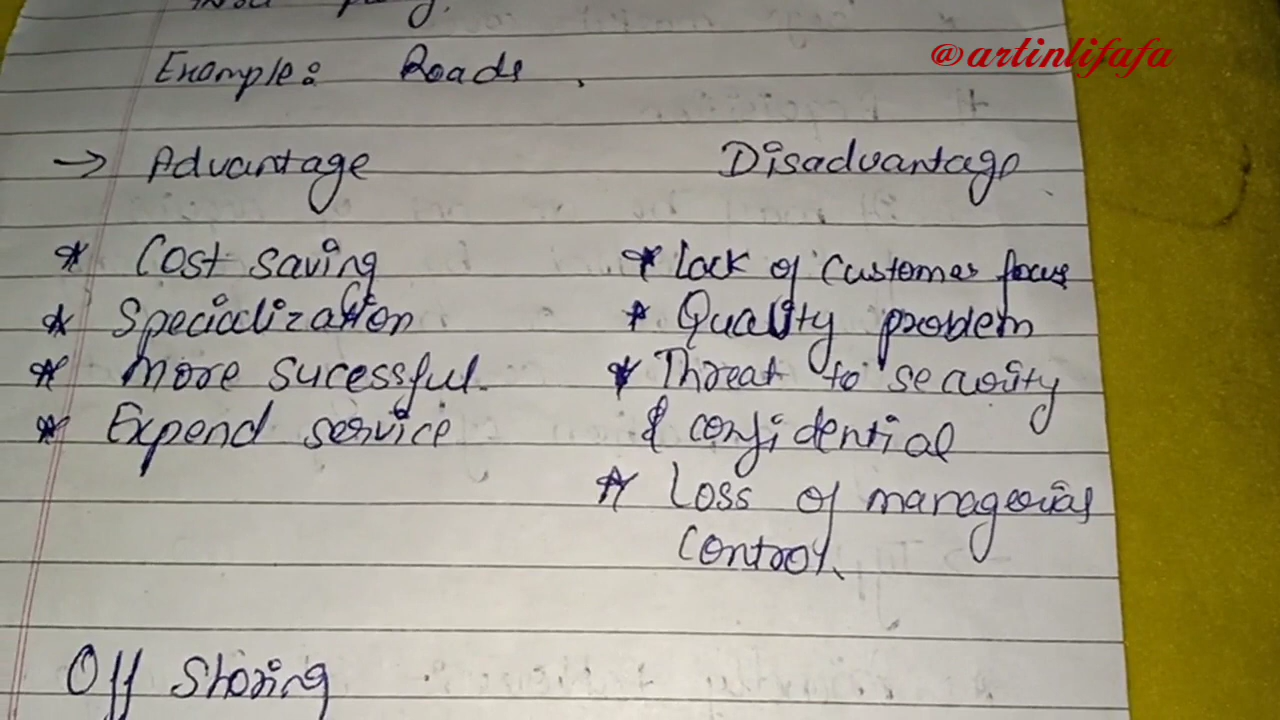 @artinlifafa
Example: Roads .
→ Advantage Disadvantage
* Cost saving * Lack of Customer focus
* Specialization * Quality problem
* More sucessful. * Threat to security
* Expend service & confidential
* Loss of managerial
Control.
Off Shoring